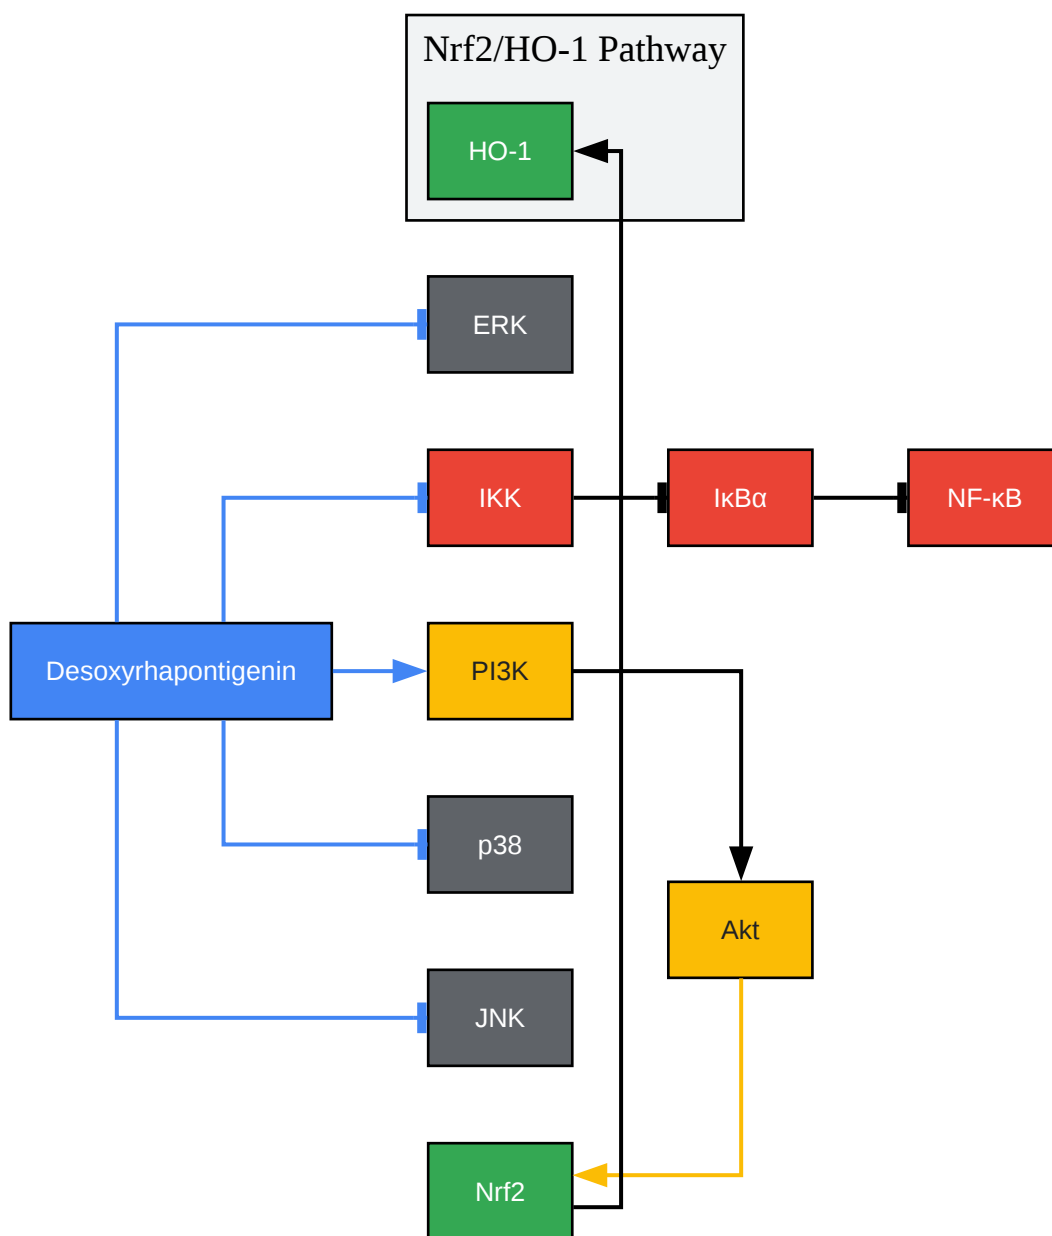 Nrf2/HO-1 Pathway
HO-1
ERK
IKK
IκBα
NF-κB
Desoxyrhapontigenin
PI3K
p38
Akt
JNK
Nrf2